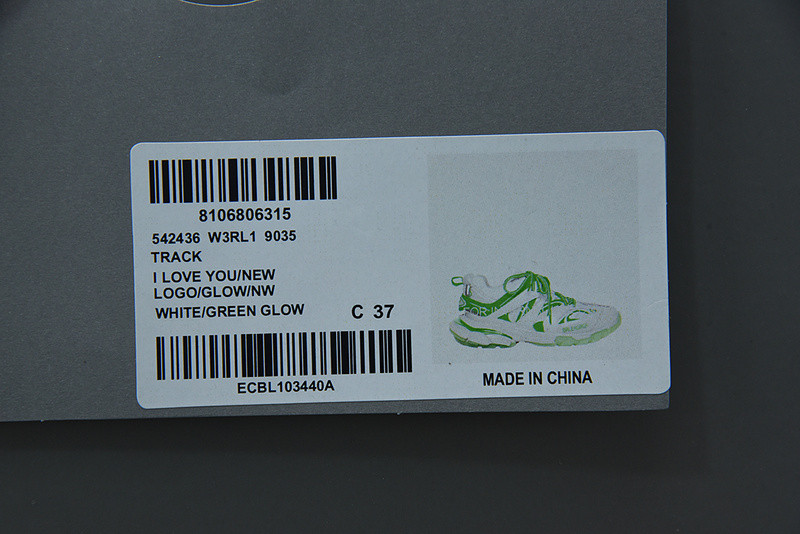 8106806315
542436 W3RL1 9035
TRACK
I LOVE YOU/NEW
LOGO/GLOW/NW
WHITE/GREEN GLOW C 37
ECBL103440A
MADE IN CHINA